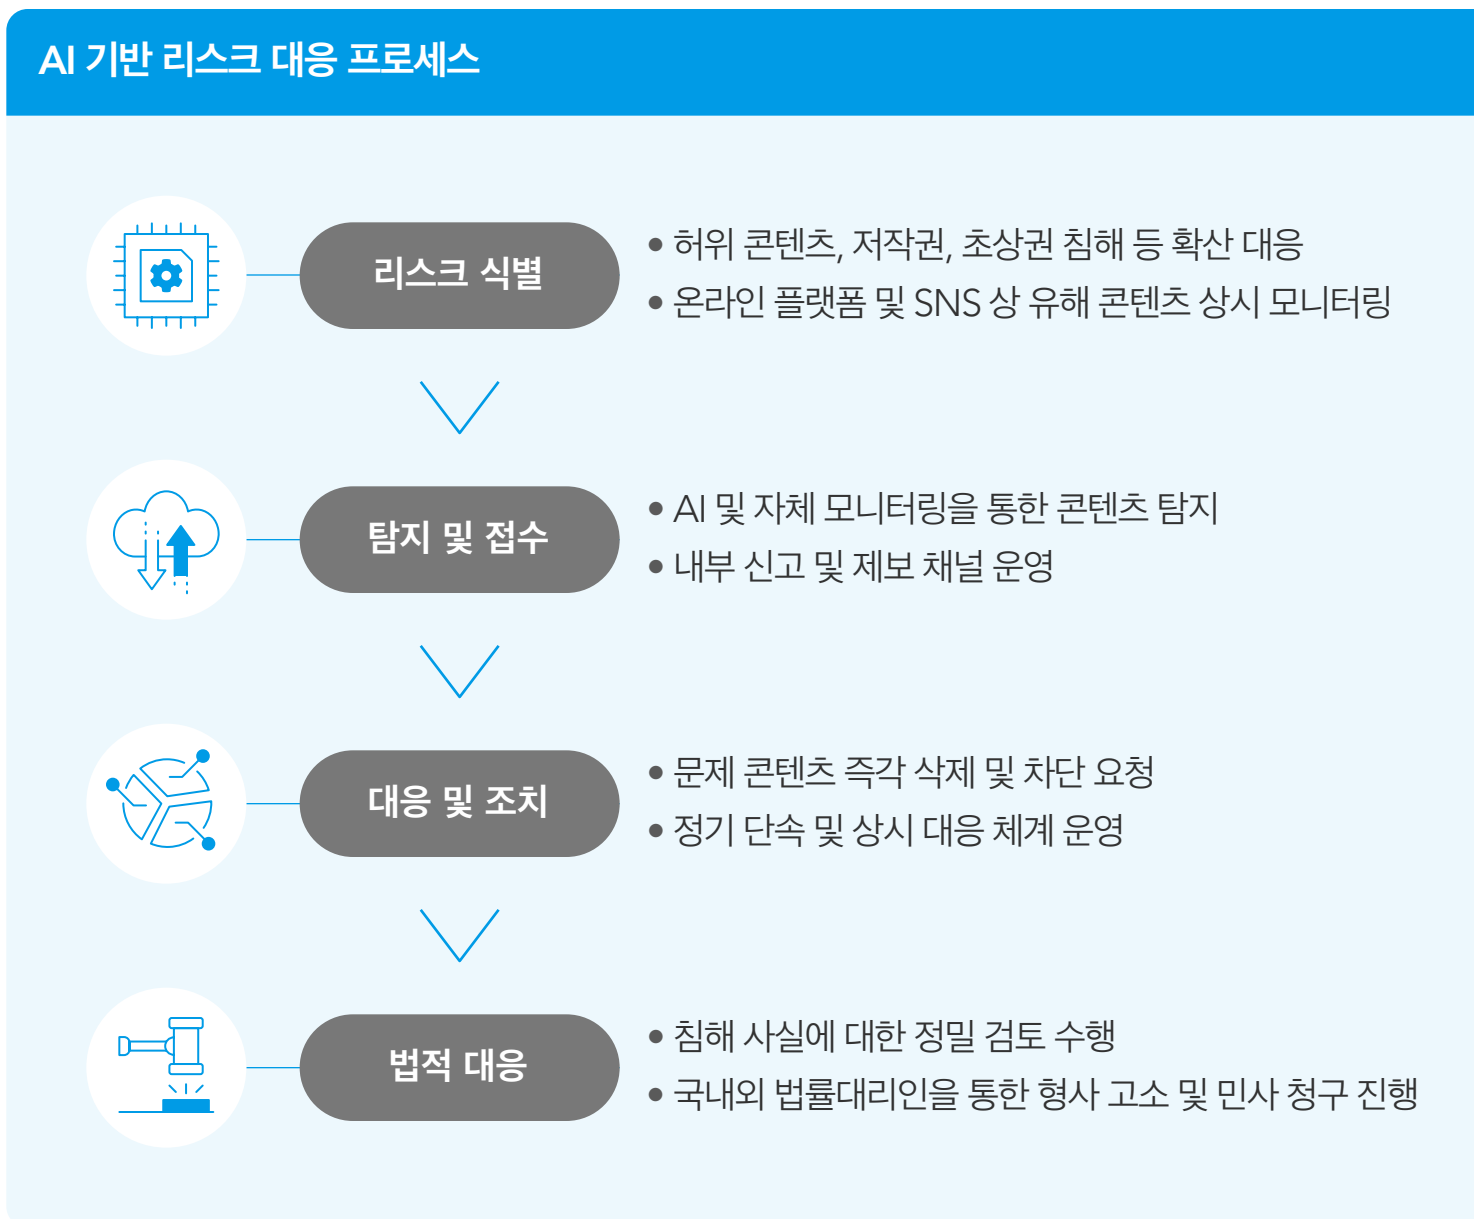 AI 기반 리스크 대응 프로세스
리스크 식별
• 허위 콘텐츠, 저작권, 초상권 침해 등 확산 대응
• 온라인 플랫폼 및 SNS 상 유해 콘텐츠 상시 모니터링
탐지 및 접수
• AI 및 자체 모니터링을 통한 콘텐츠 탐지
• 내부 신고 및 제보 채널 운영
대응 및 조치
• 문제 콘텐츠 즉각 삭제 및 차단 요청
• 정기 단속 및 상시 대응 체계 운영
법적 대응
• 침해 사실에 대한 정밀 검토 수행
• 국내외 법률대리인을 통한 형사 고소 및 민사 청구 진행